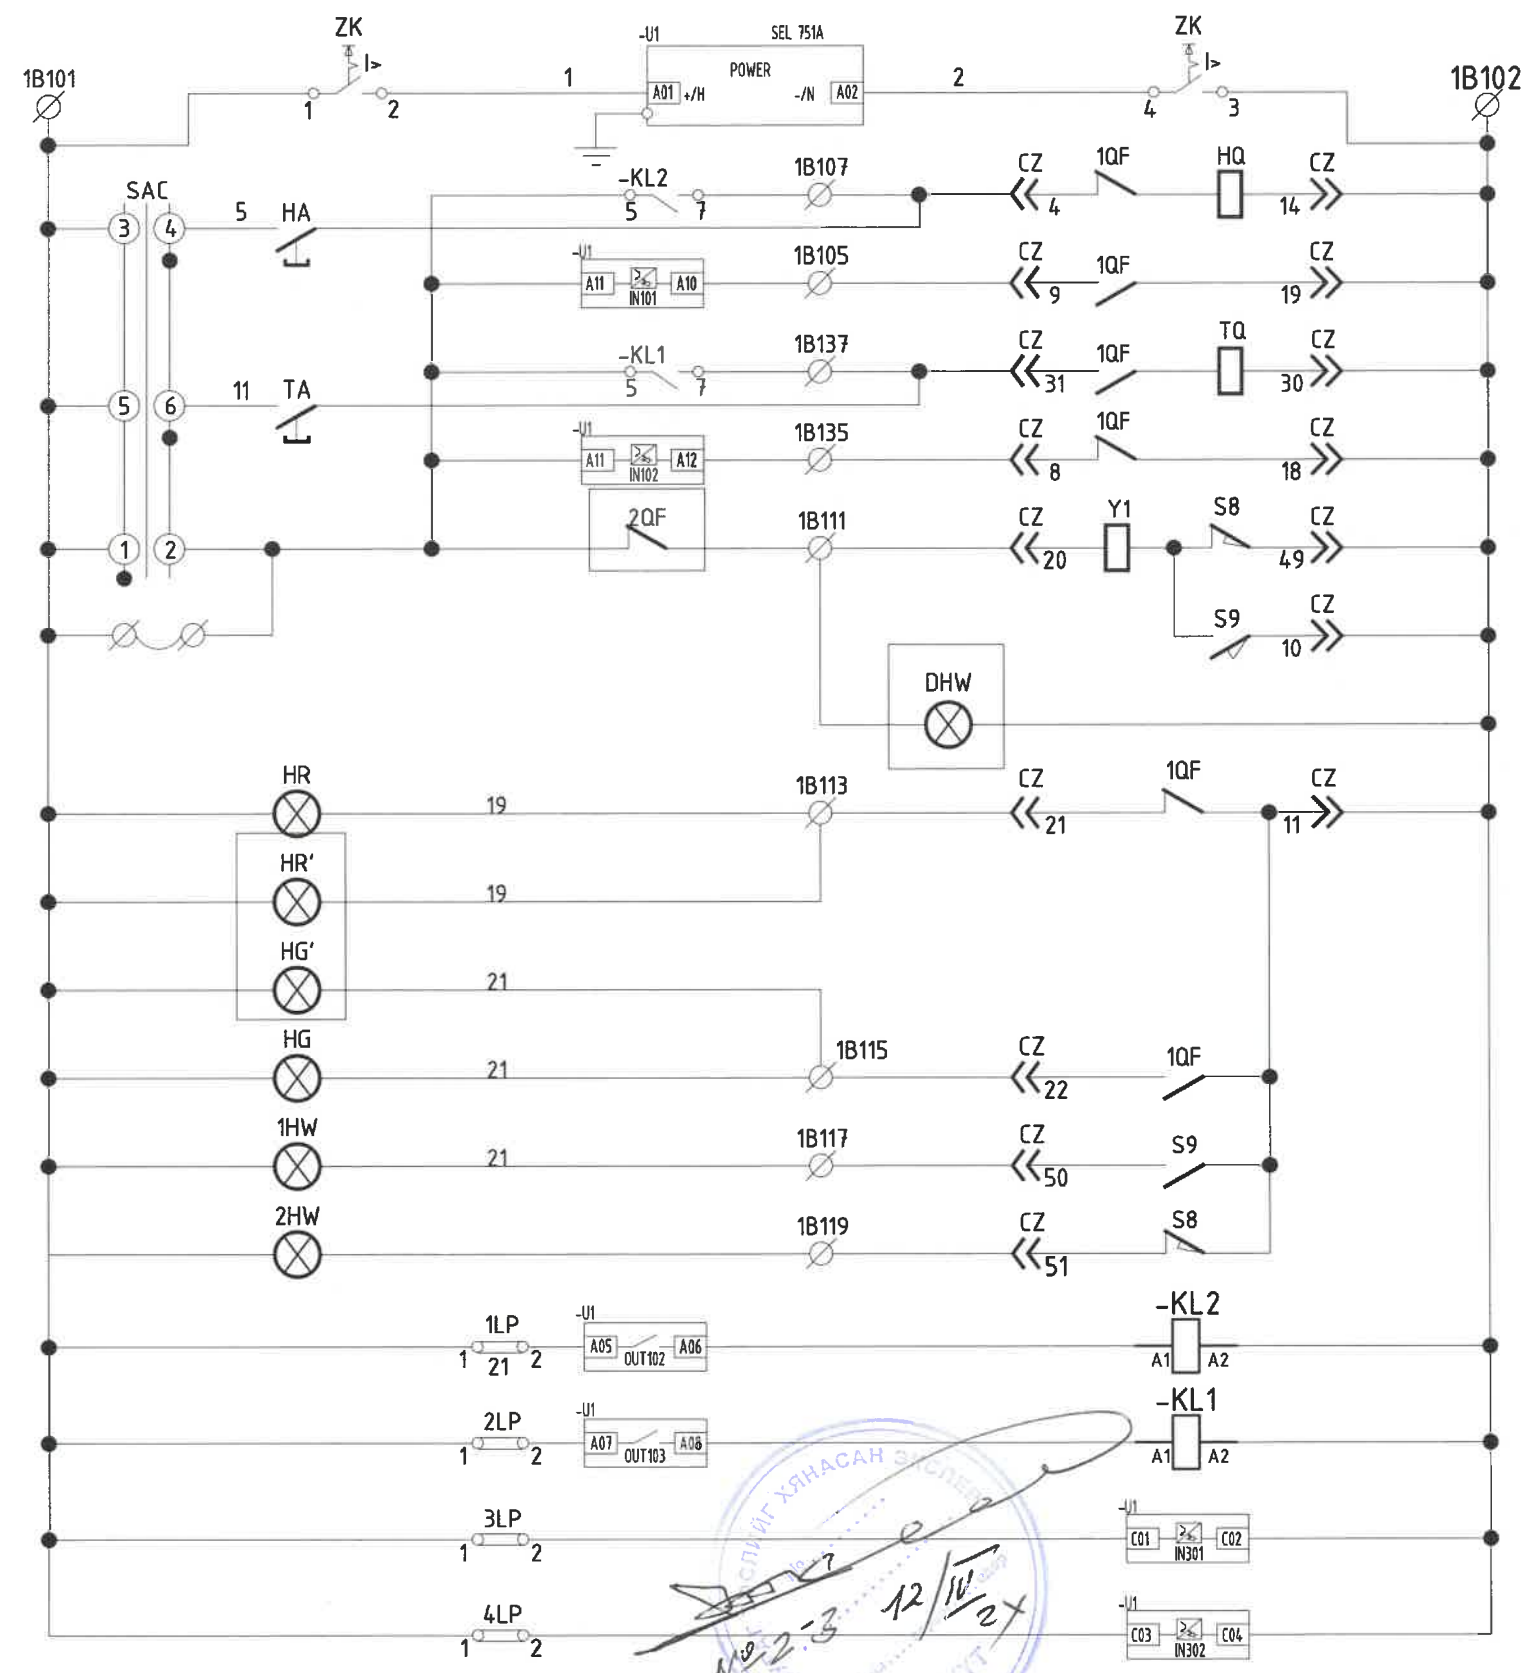 ZK
-U1 SEL 751A
ZK
1B101
I>
POWER
I>
1B102
1 2 1 A01 +/H -/N A02 2 4 3
SAC
-KL2 1B107 CZ 1QF HQ CZ
5 7 4 14
3 4 5 HA
-U1 1B105 CZ 1QF CZ
A11 IN101 A10 9 19
-KL1 1B137 CZ 1QF TQ CZ
5 7 31 30
5 6 11 TA
-U1 1B135 CZ 1QF CZ
A11 IN102 A12 8 18
2QF 1B111 CZ Y1 S8 CZ
1 2 20 49
S9 CZ
10
DHW
HR 19 1B113 CZ 1QF CZ
21 11
HR' 19
HG' 21
HG 21 1B115 CZ 1QF
22
1HW 21 1B117 CZ S9
50
2HW 1B119 CZ S8
51
1LP -U1 -KL2
1 21 2 A05 OUT102 A06 A1 A2
2LP -U1 -KL1
1 2 A07 OUT103 A08 A1 A2
3LP -U1
1 2 C01 IN301 C02
4LP -U1
1 2 C03 IN302 C04
ХЯНАСАН
12/IV
№2-3